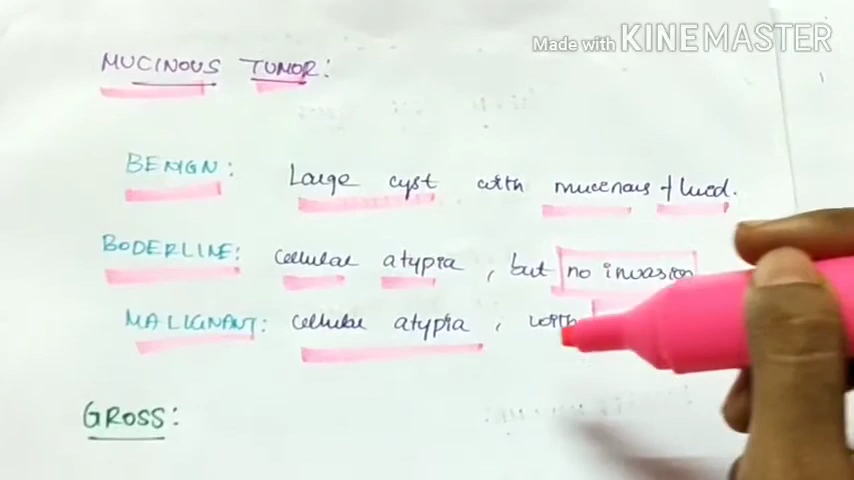 Made with KINEMASTER
MUCINOUS TUMOR:
BENIGN: Large cyst with mucinous fluid.
BODERLINE: cellular atypia, but no invasion
MALIGNANT: cellular atypia, with
GROSS: